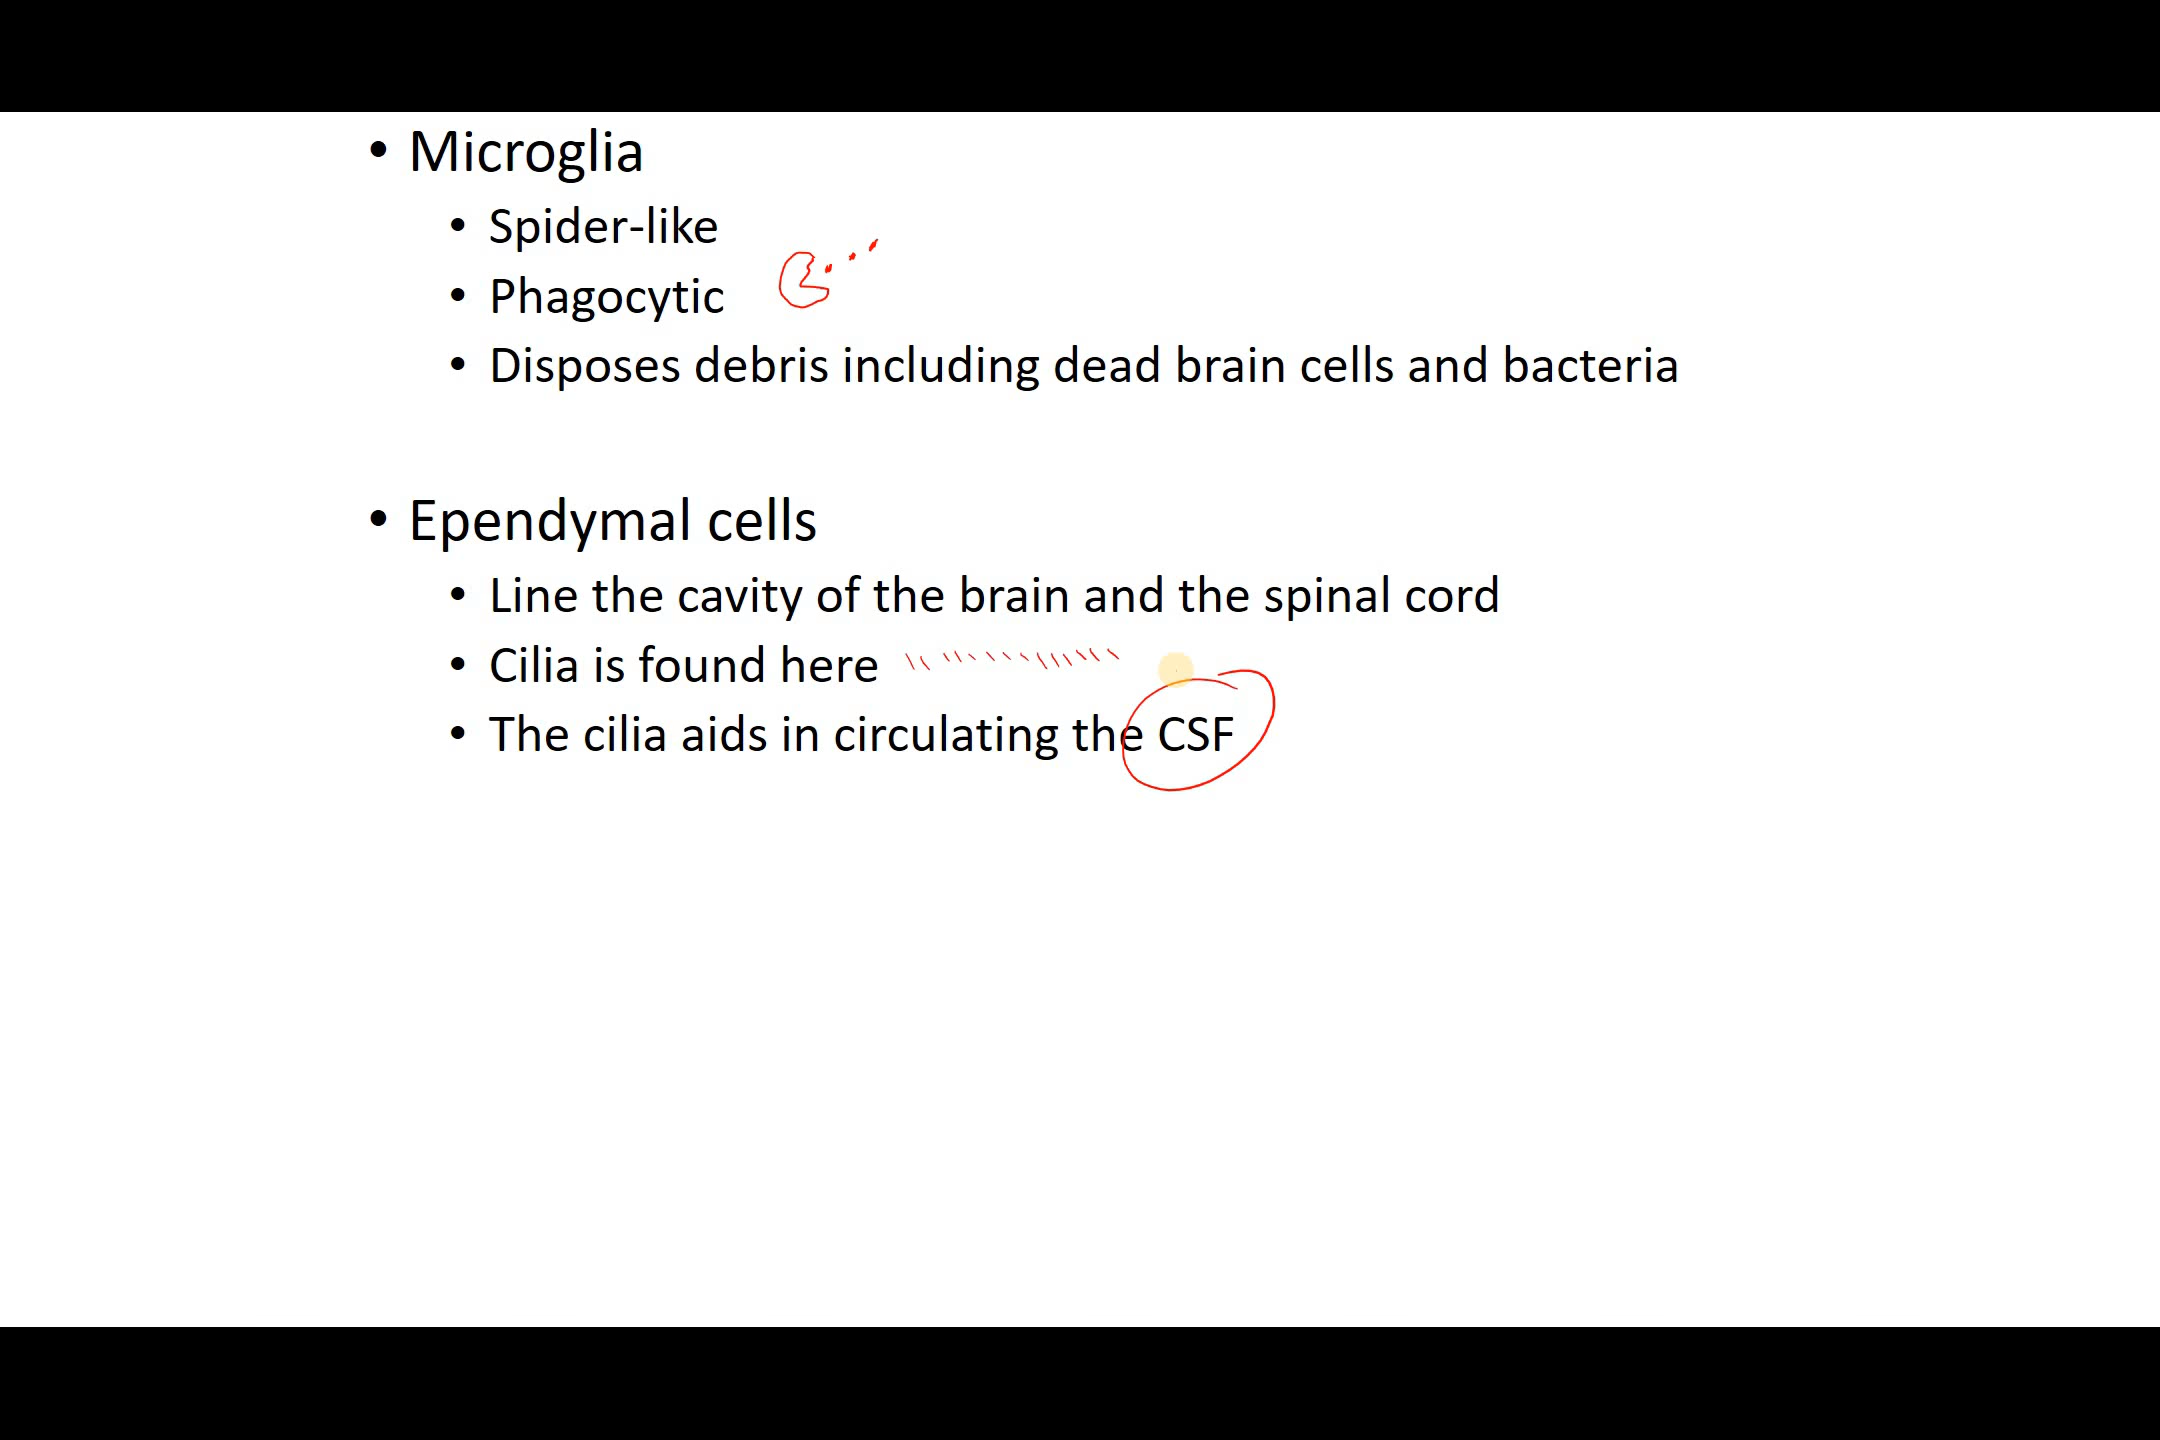 • Microglia
• Spider-like
• Phagocytic
• Disposes debris including dead brain cells and bacteria
• Ependymal cells
• Line the cavity of the brain and the spinal cord
• Cilia is found here
• The cilia aids in circulating the CSF